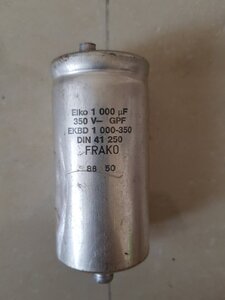 Elko 1 000 µF
350 V– GPF
EKBD 1 000-350
DIN 41 250
FRAKO
86 50